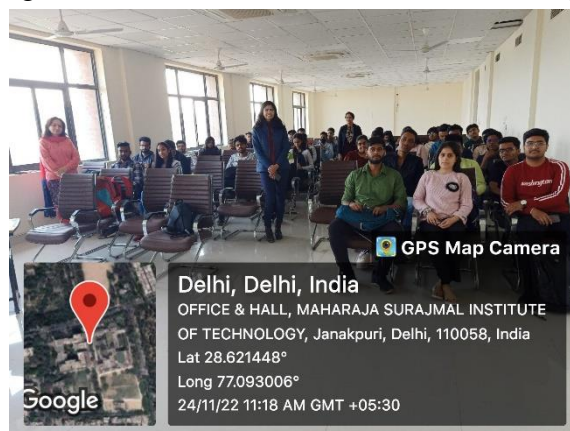 washington
GPS Map Camera
Delhi, Delhi, India
OFFICE & HALL, MAHARAJA SURAJMAL INSTITUTE
OF TECHNOLOGY, Janakpuri, Delhi, 110058, India
Lat 28.621448°
Long 77.093006°
24/11/22 11:18 AM GMT +05:30
Google